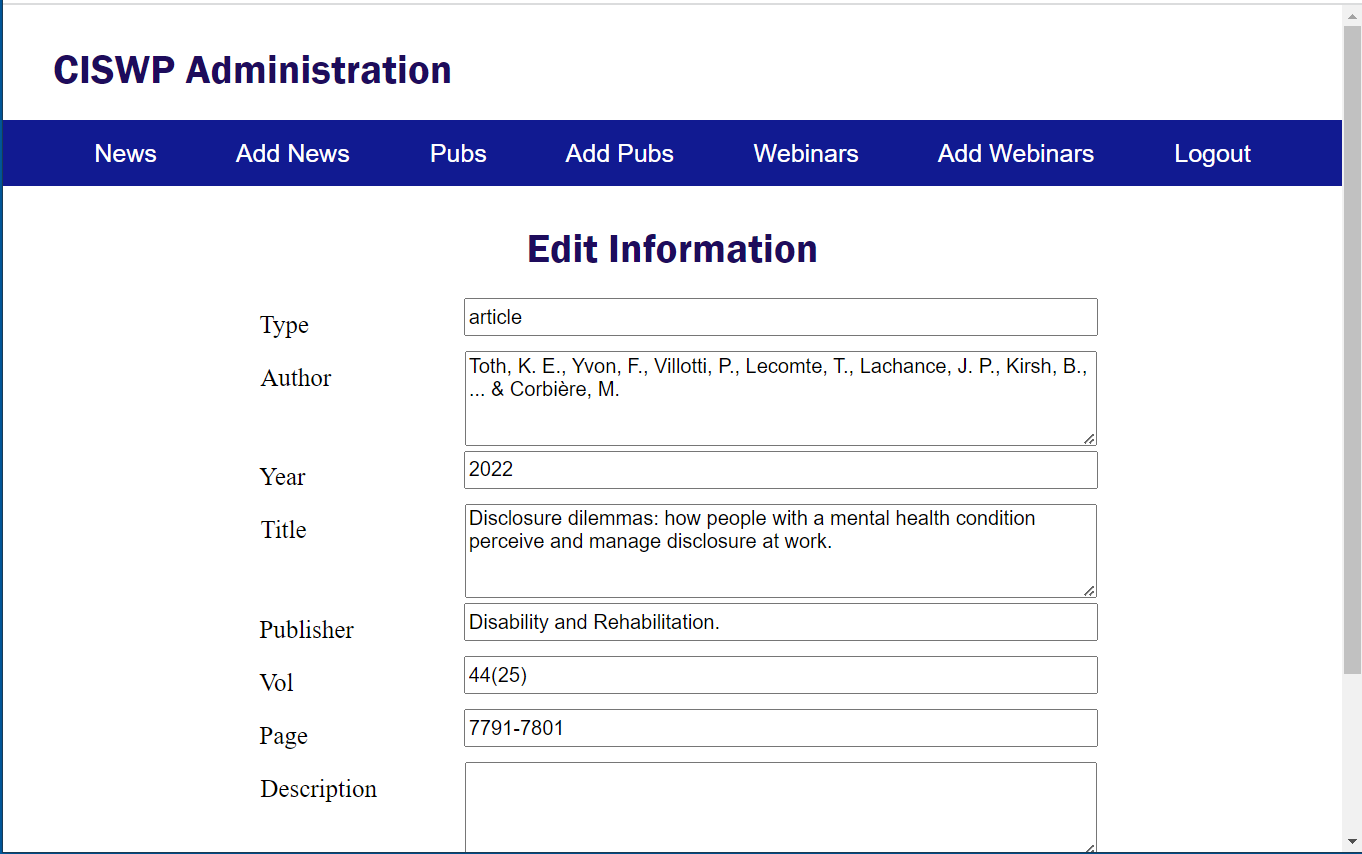 CISWP Administration
News Add News Pubs Add Pubs Webinars Add Webinars Logout
Edit Information
Type article
Author Toth, K. E., Yvon, F., Villotti, P., Lecomte, T., Lachance, J. P., Kirsh, B.,
... & Corbière, M.
Year 2022
Title Disclosure dilemmas: how people with a mental health condition
perceive and manage disclosure at work.
Publisher Disability and Rehabilitation.
Vol 44(25)
Page 7791-7801
Description